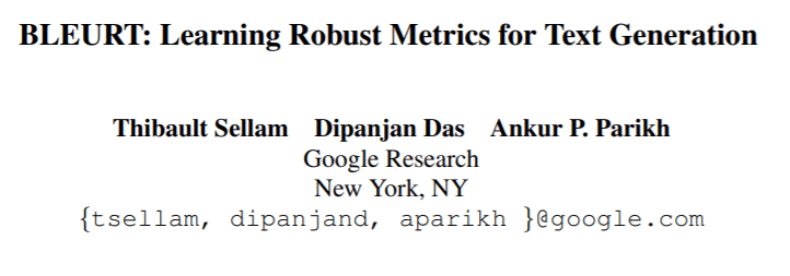 BLEURT: Learning Robust Metrics for Text Generation
Thibault Sellam Dipanjan Das Ankur P. Parikh
Google Research
New York, NY
{tsellam, dipanjand, aparikh }@google.com